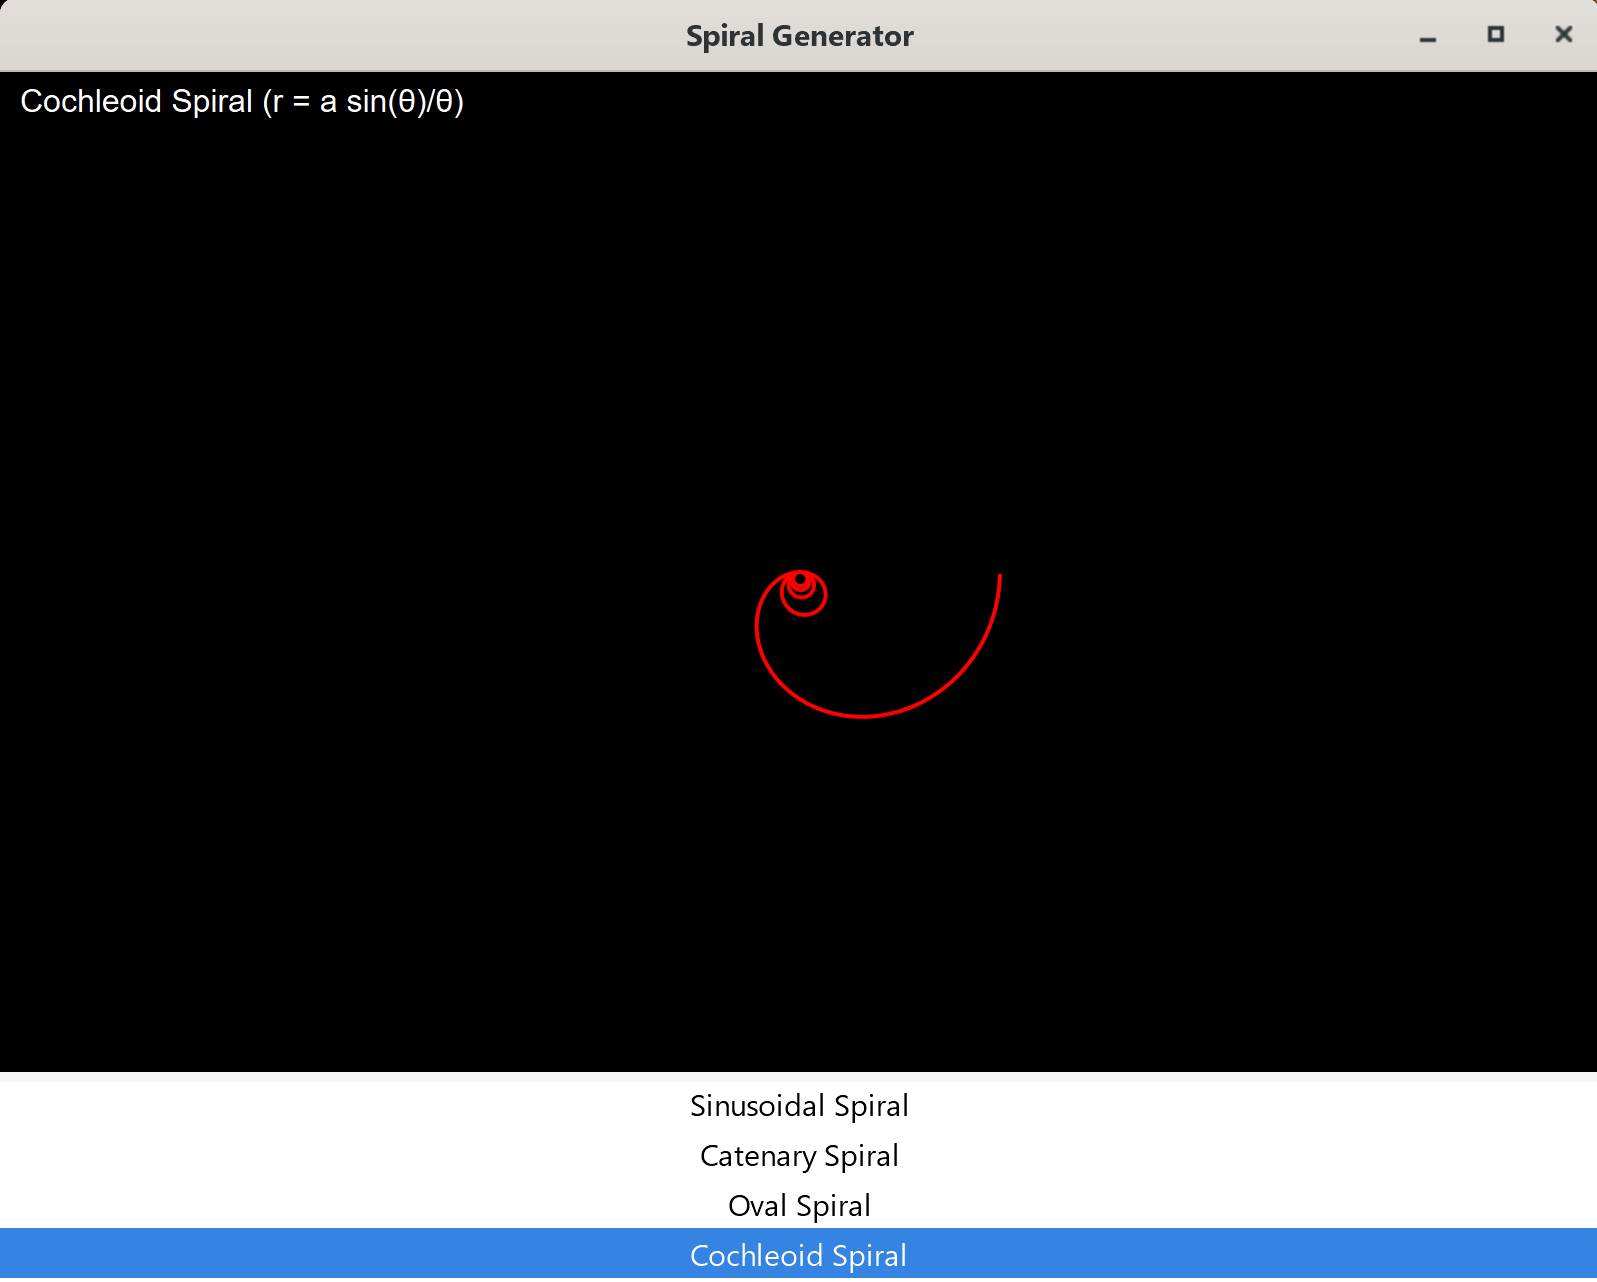 Spiral Generator
Cochleoid Spiral (r = a sin(θ)/θ)
Sinusoidal Spiral
Catenary Spiral
Oval Spiral
Cochleoid Spiral